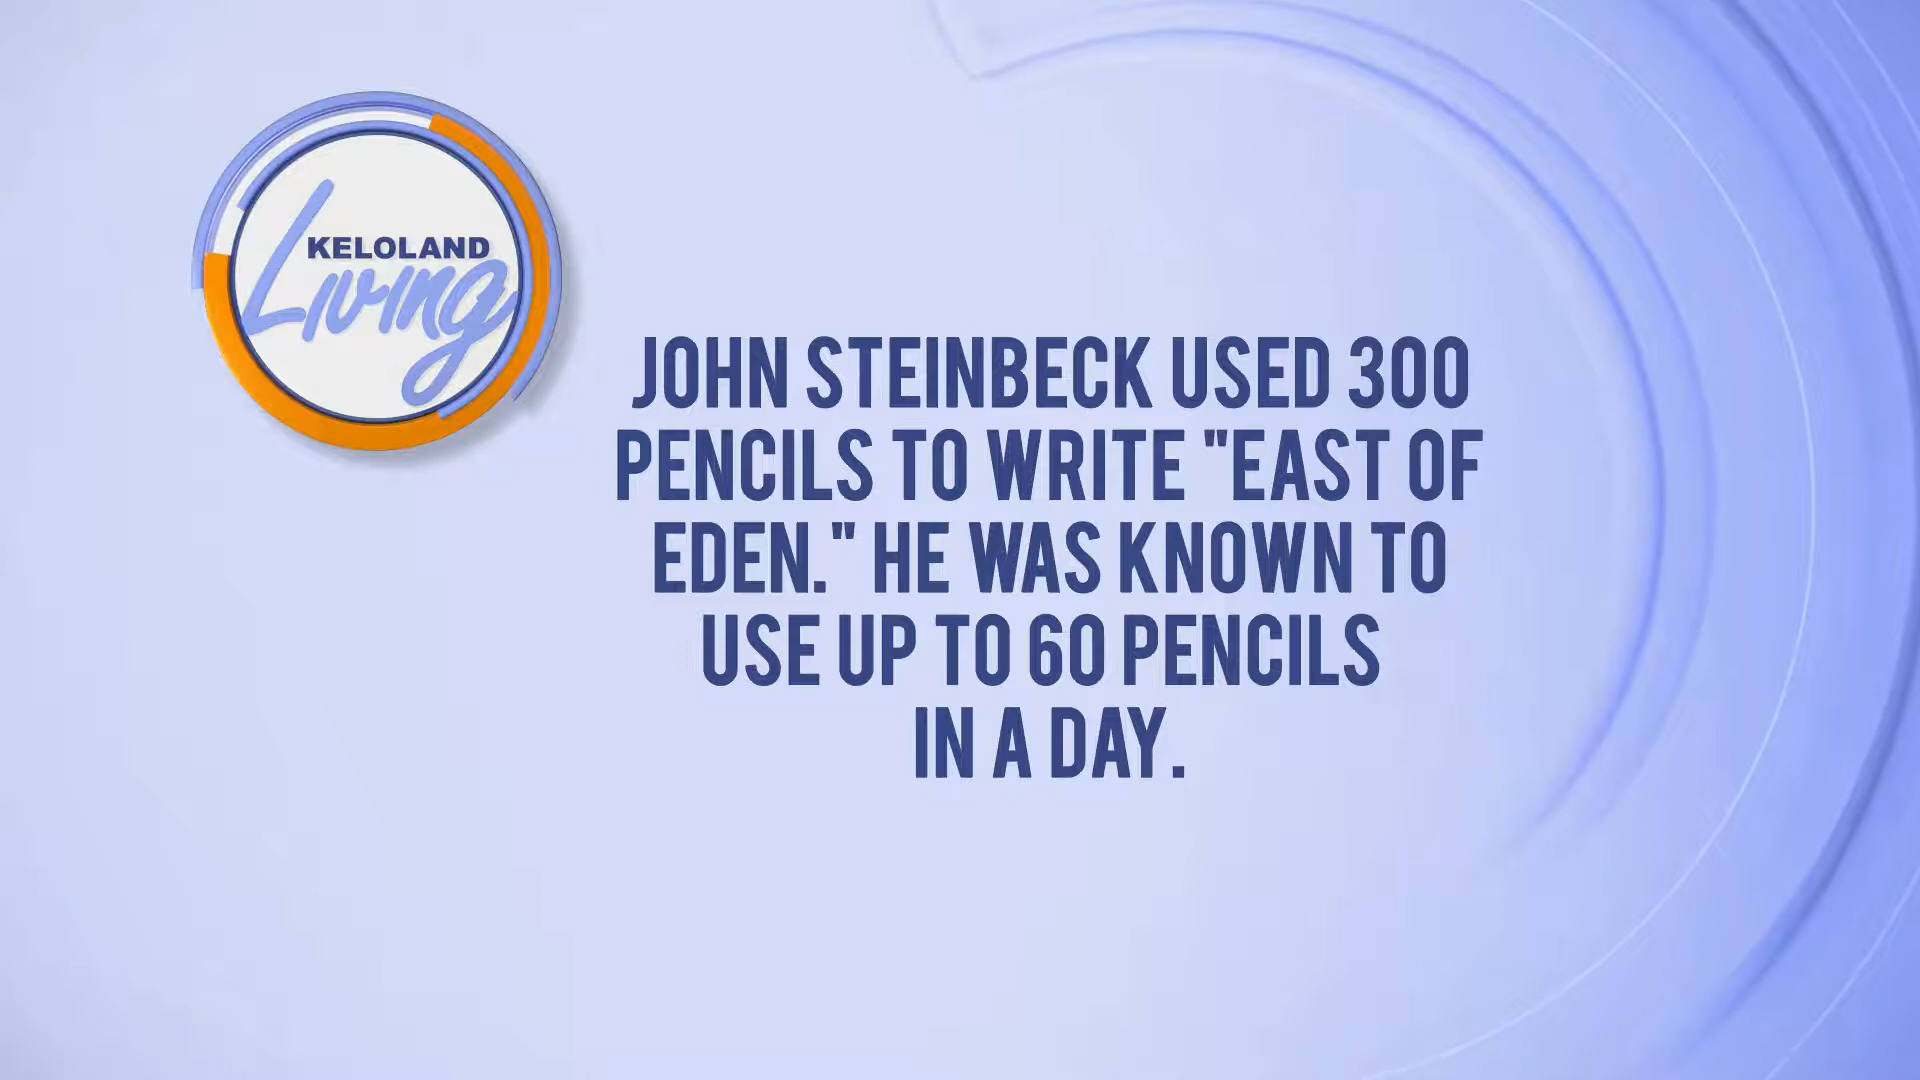 KELOLAND
Living
JOHN STEINBECK USED 300
PENCILS TO WRITE "EAST OF
EDEN." HE WAS KNOWN TO
USE UP TO 60 PENCILS
IN A DAY.